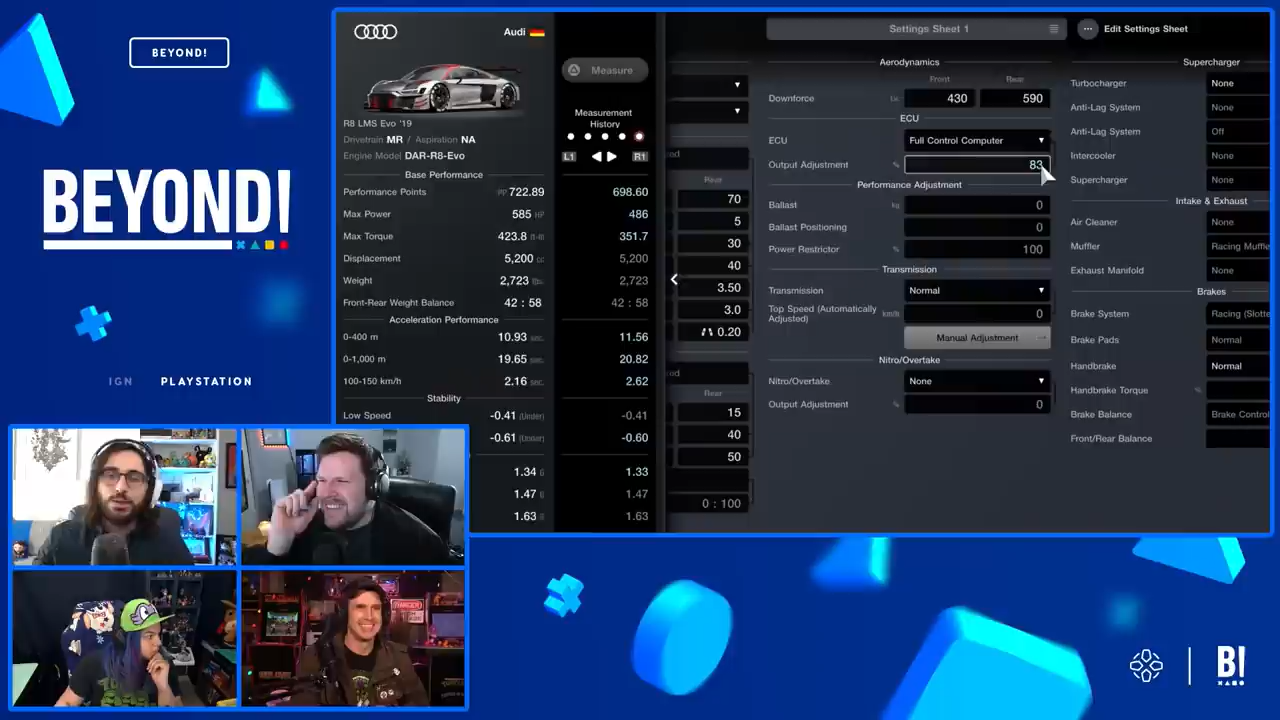 BEYOND!
BEYOND!
IGN PLAYSTATION
Audi
R8 LMS Evo '19
Drivetrain MR / Aspiration NA
Engine Model DAR-R8-Evo
Base Performance
Performance Points PP 722.89 698.60
Max Power 585 HP 486
Max Torque 423.8 351.7
Displacement 5,200 cc 5,200
Weight 2,723 lbs. 2,723
Front-Rear Weight Balance 42 : 58 42 : 58
Acceleration Performance
0-400 m 10.93 sec. 11.56
0-1,000 m 19.65 sec. 20.82
100-150 km/h 2.16 sec. 2.62
Stability
Low Speed -0.41 (Under) -0.41
-0.61 (Under) -0.60
1.34 1.33
1.47 1.47
1.63 1.63
Measure
Measurement
History
L1 R1
Rear
70
5
30
40
3.50
3.0
0.20
Rear
15
40
50
0 : 100
Settings Sheet 1
Edit Settings Sheet
Aerodynamics
Front Rear
Downforce Lv. 430 590
ECU
ECU Full Control Computer
Output Adjustment % 83
Performance Adjustment
Ballast kg 0
Ballast Positioning 0
Power Restrictor % 100
Transmission
Transmission Normal
Top Speed (Automatically
Adjusted) km/h 0
Manual Adjustment
Nitro/Overtake
Nitro/Overtake None
Output Adjustment % 0
Supercharger
Turbocharger None
Anti-Lag System None
Anti-Lag System Off
Intercooler None
Supercharger None
Intake & Exhaust
Air Cleaner None
Muffler Racing Muffle
Exhaust Manifold None
Brakes
Brake System Racing (Slotte
Brake Pads Normal
Handbrake Normal
Handbrake Torque %
Brake Balance Brake Control
Front/Rear Balance
B!